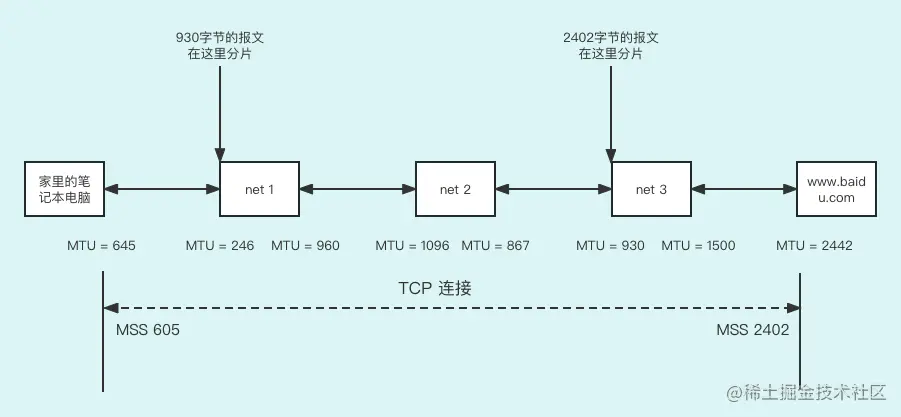 930字节的报文
在这里分片
2402字节的报文
在这里分片
家里的笔
记本电脑
net 1
net 2
net 3
www.baid
u.com
MTU = 645
MTU = 246
MTU = 960
MTU = 1096
MTU = 867
MTU = 930
MTU = 1500
MTU = 2442
TCP 连接
MSS 605
MSS 2402
@稀土掘金技术社区